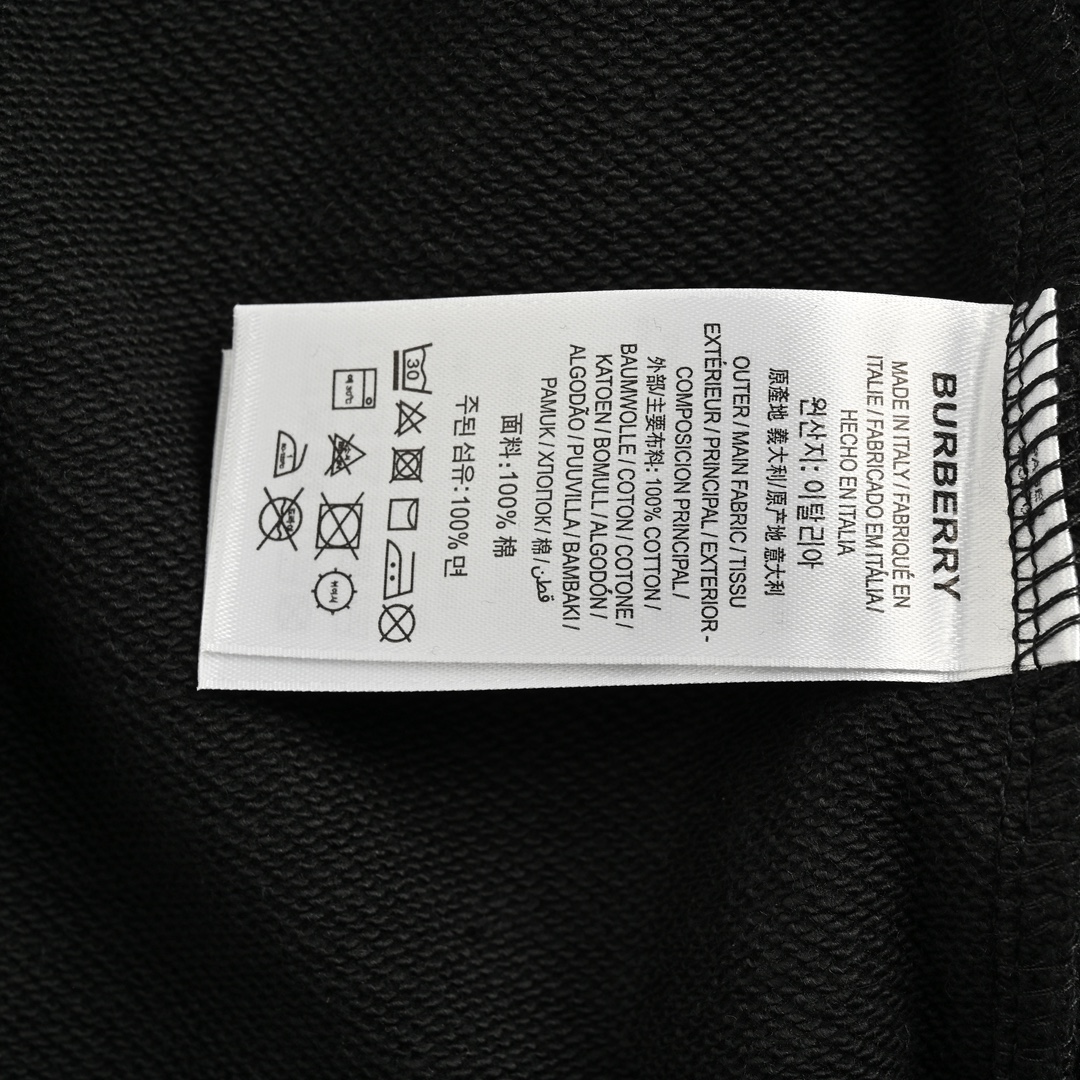 BURBERRY
MADE IN ITALY / FABRIQUÉ EN
ITALIE / FABRICADO EM ITÁLIA /
HECHO EN ITALIA
원산지: 이탈리아
原產地 義大利/原产地 意大利
OUTER / MAIN FABRIC / TISSU
EXTÉRIEUR / PRINCIPAL / EXTERIOR -
COMPOSICION PRINCIPAL /
外部/主要布料: 100% COTTON /
BAUMWOLLE / COTON / COTONE /
KATOEN / BOMULL / ALGODÓN /
ALGODÃO / PUUVILLA / BAMBAKI /
PAMUK / ХЛОПОК / 棉 / قطن
面料:100% 棉
주된 섬유:100% 면
30